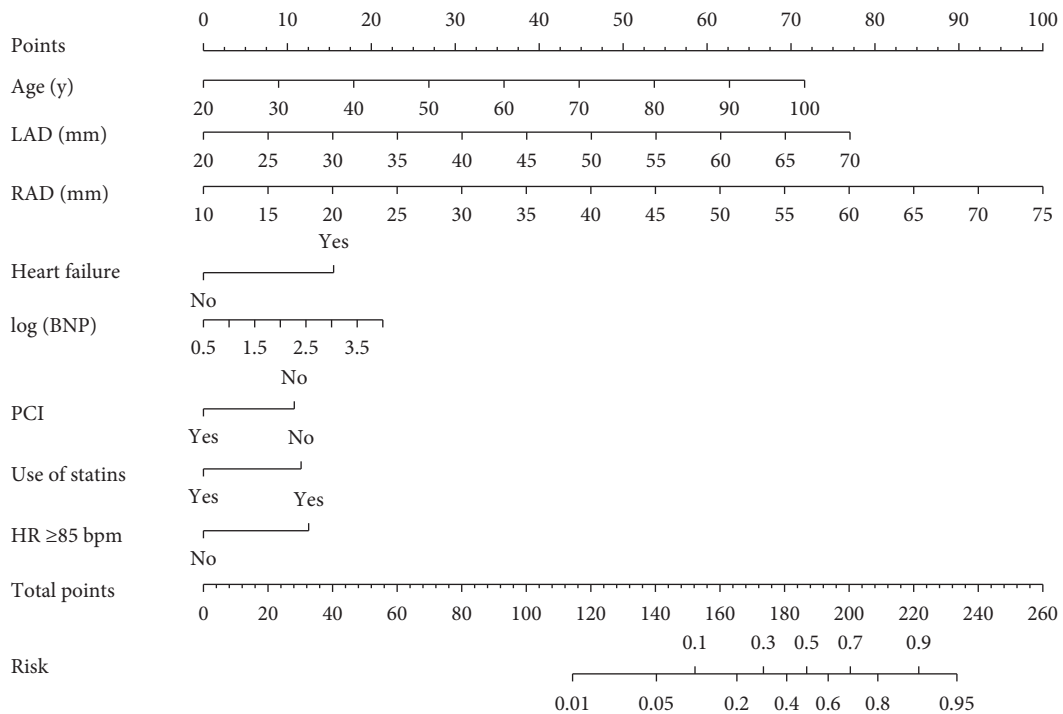 0 10 20 30 40 50 60 70 80 90 100
Points
Age (y)
20 30 40 50 60 70 80 90 100
LAD (mm)
20 25 30 35 40 45 50 55 60 65 70
RAD (mm)
10 15 20 25 30 35 40 45 50 55 60 65 70 75
Yes
Heart failure
No
log (BNP)
0.5 1.5 2.5 3.5
No
PCI
Yes
No
Use of statins
Yes
Yes
HR ≥85 bpm
No
Total points
0 20 40 60 80 100 120 140 160 180 200 220 240 260
0.1 0.3 0.5 0.7 0.9
Risk
0.01 0.05 0.2 0.4 0.6 0.8 0.95